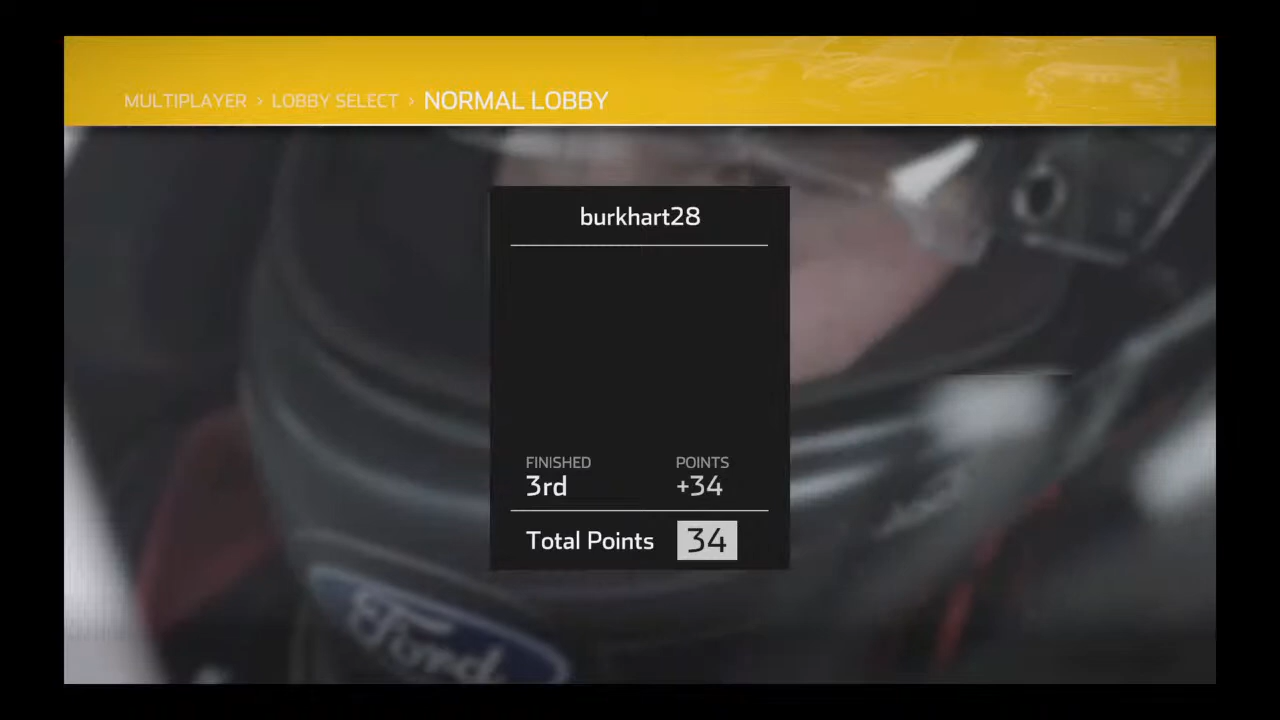 MULTIPLAYER › LOBBY SELECT › NORMAL LOBBY
burkhart28
FINISHED POINTS
3rd +34
Total Points 34
Ford